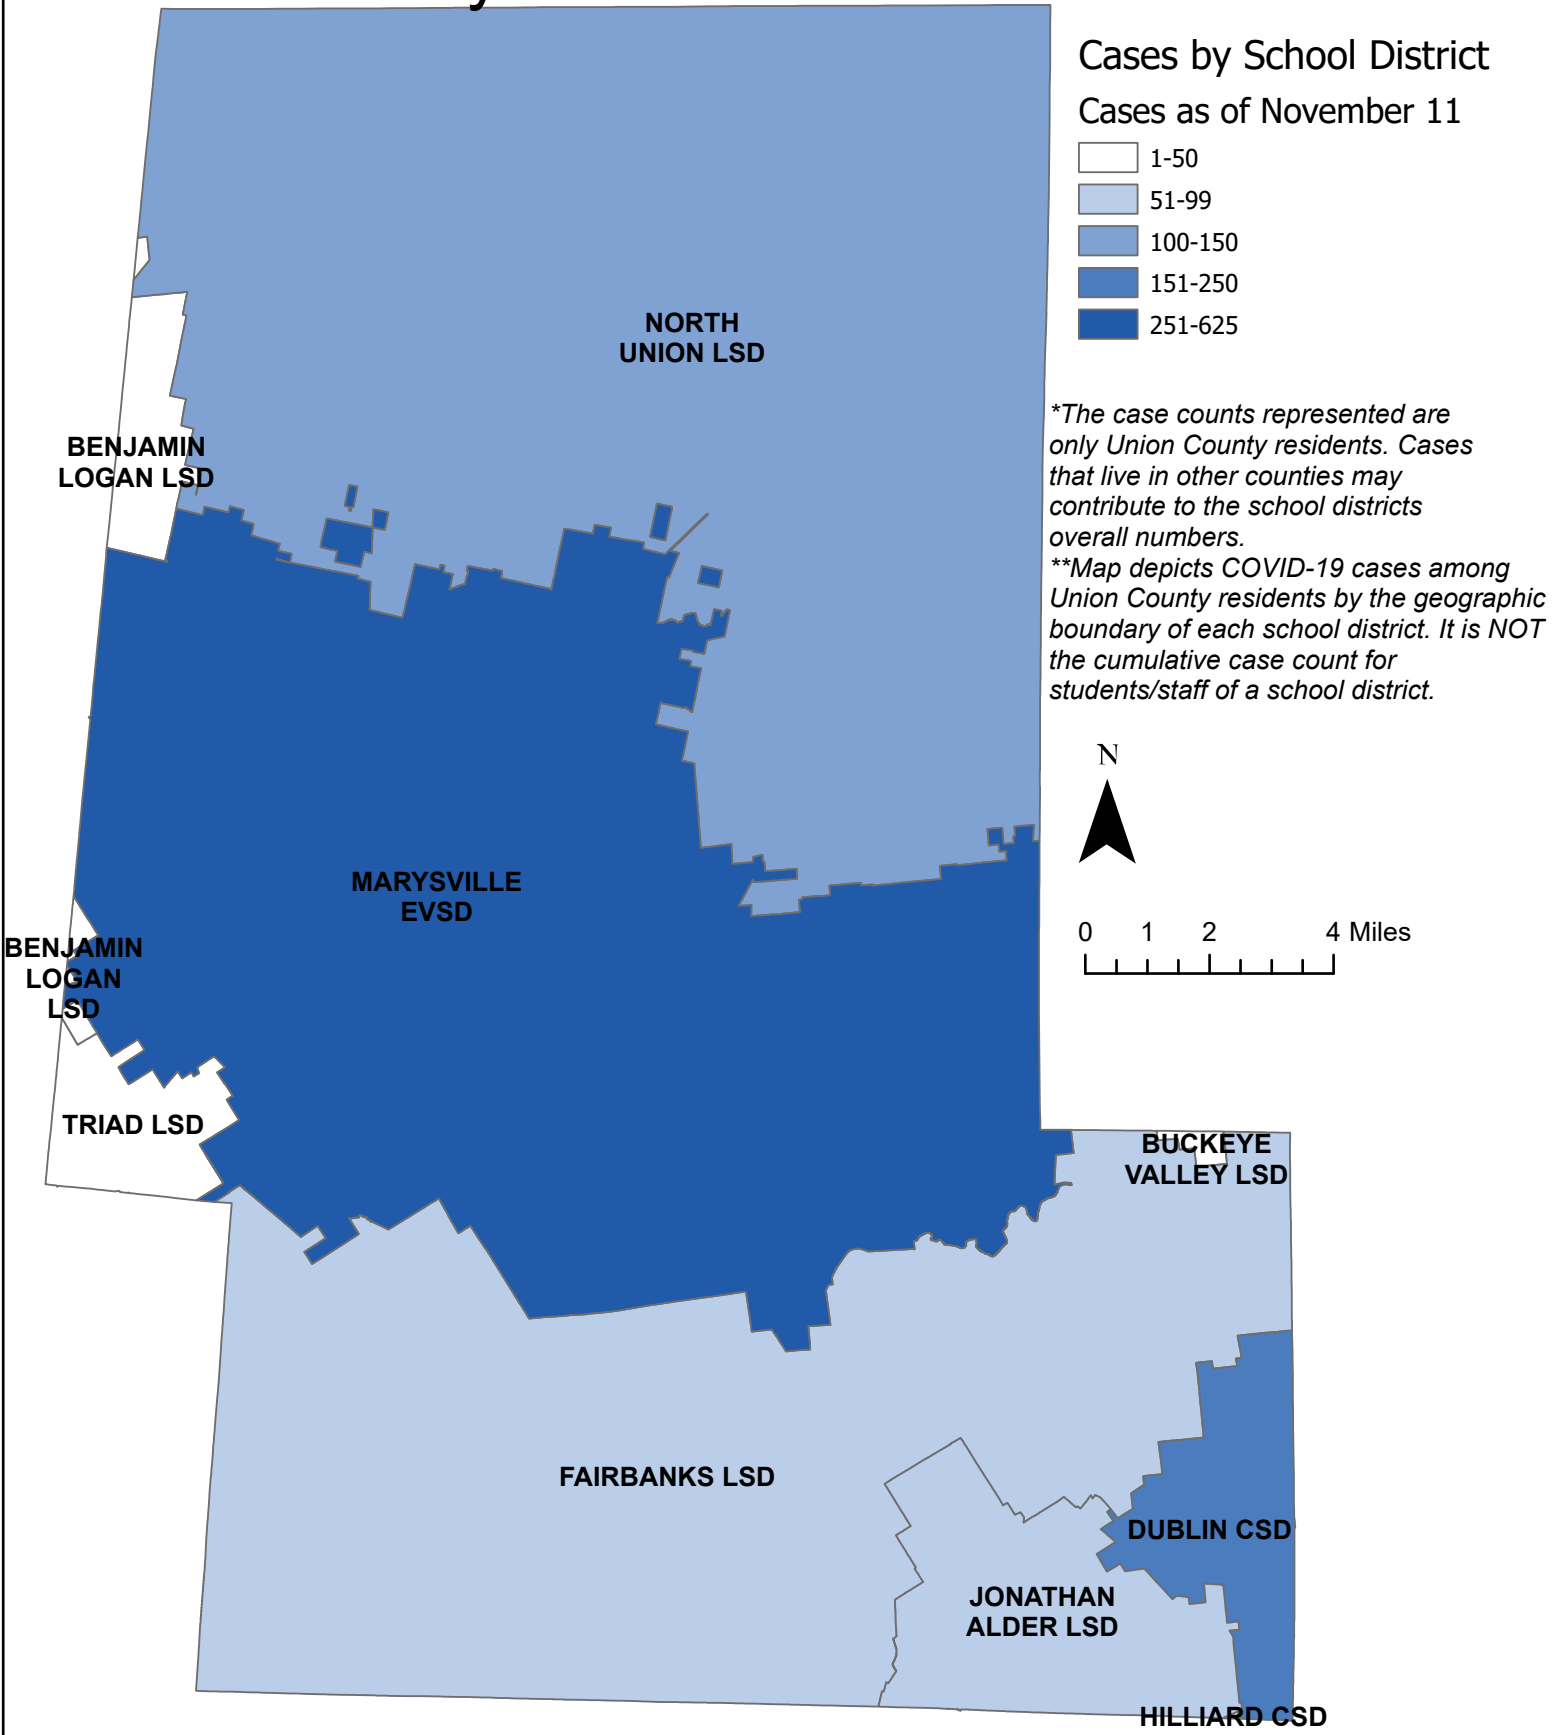 Cases by School District
Cases as of November 11
1-50
51-99
100-150
151-250
251-625
NORTH
UNION LSD
*The case counts represented are
only Union County residents. Cases
that live in other counties may
contribute to the school districts
overall numbers.
**Map depicts COVID-19 cases among
Union County residents by the geographic
boundary of each school district. It is NOT
the cumulative case count for
students/staff of a school district.
BENJAMIN
LOGAN LSD
N
MARYSVILLE
EVSD
0 1 2 4 Miles
BENJAMIN
LOGAN
LSD
TRIAD LSD
BUCKEYE
VALLEY LSD
FAIRBANKS LSD
DUBLIN CSD
JONATHAN
ALDER LSD
HILLIARD CSD